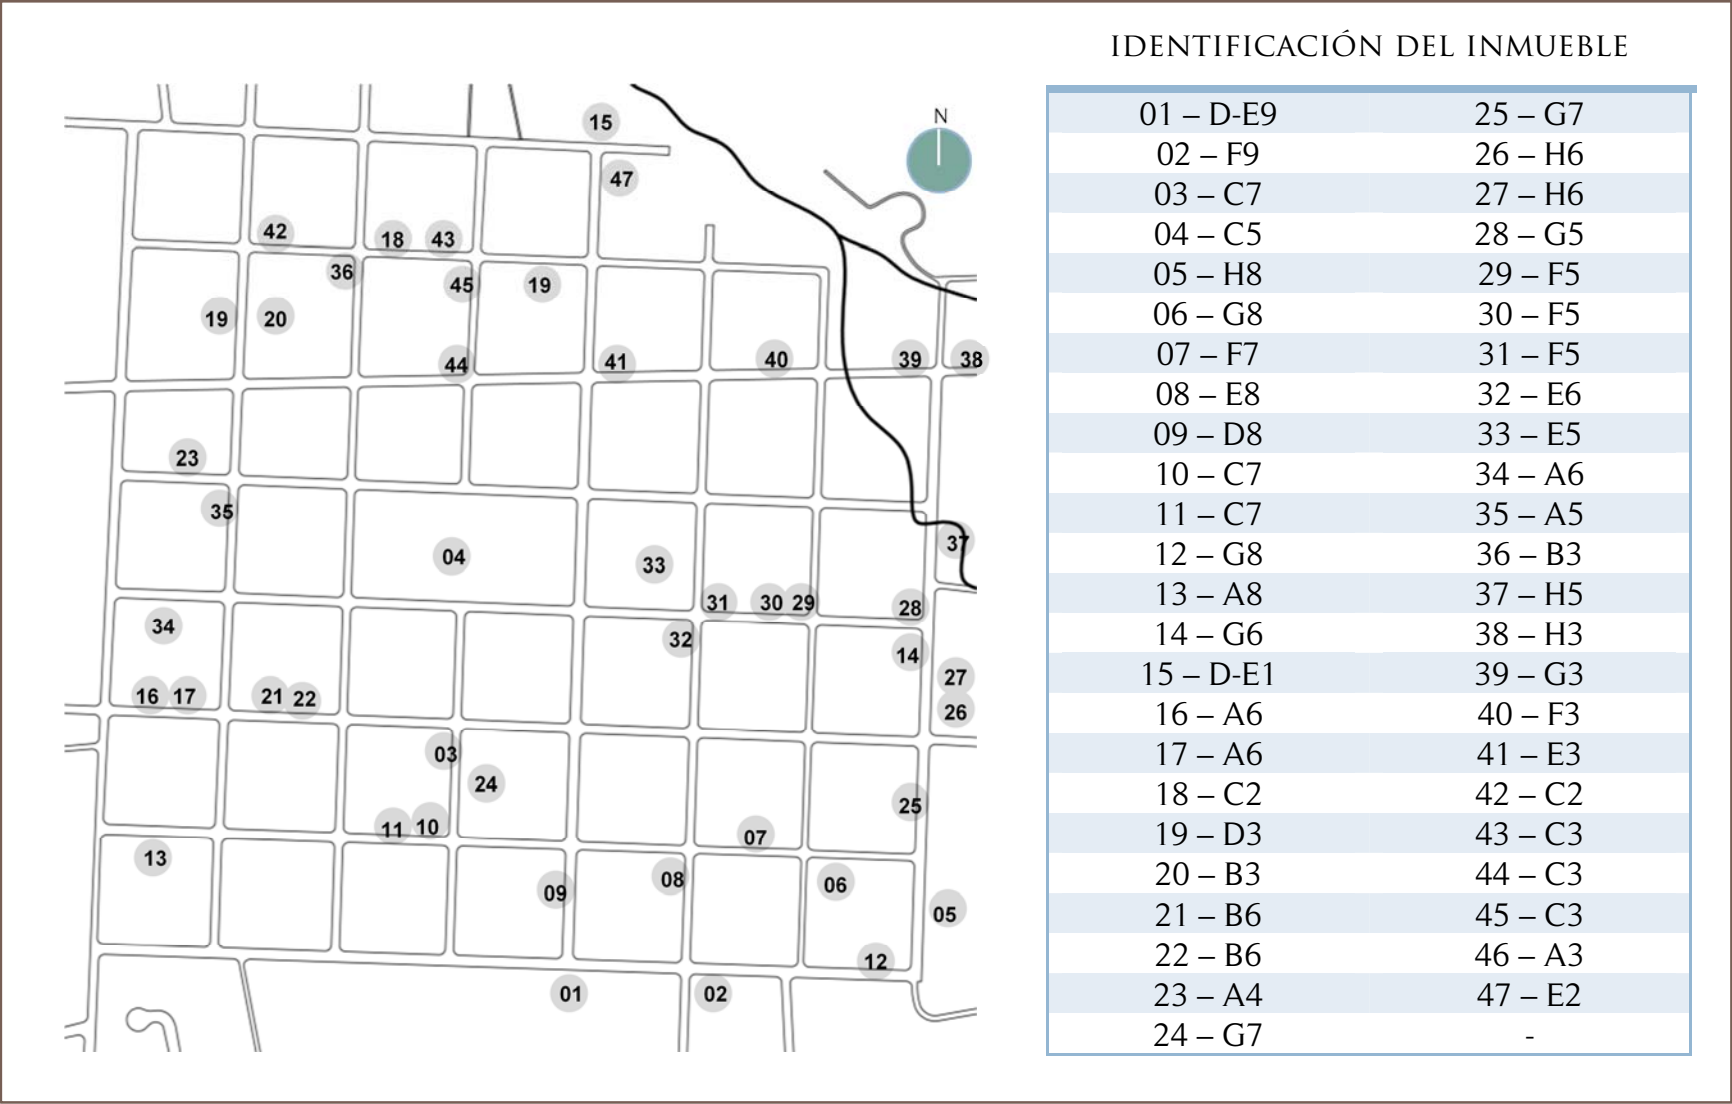 IDENTIFICACIÓN DEL INMUEBLE
N
15
47
42
18 43
36
45 19
19 20
44 41 40 39 38
23
35
04 33 37
31 30 29 28
34 32 14
27
16 17 21 22 26
03
24
25
11 10 07
13
08 06
09 05
12
01 02
01 – D-E9 25 – G7
02 – F9 26 – H6
03 – C7 27 – H6
04 – C5 28 – G5
05 – H8 29 – F5
06 – G8 30 – F5
07 – F7 31 – F5
08 – E8 32 – E6
09 – D8 33 – E5
10 – C7 34 – A6
11 – C7 35 – A5
12 – G8 36 – B3
13 – A8 37 – H5
14 – G6 38 – H3
15 – D-E1 39 – G3
16 – A6 40 – F3
17 – A6 41 – E3
18 – C2 42 – C2
19 – D3 43 – C3
20 – B3 44 – C3
21 – B6 45 – C3
22 – B6 46 – A3
23 – A4 47 – E2
24 – G7 -